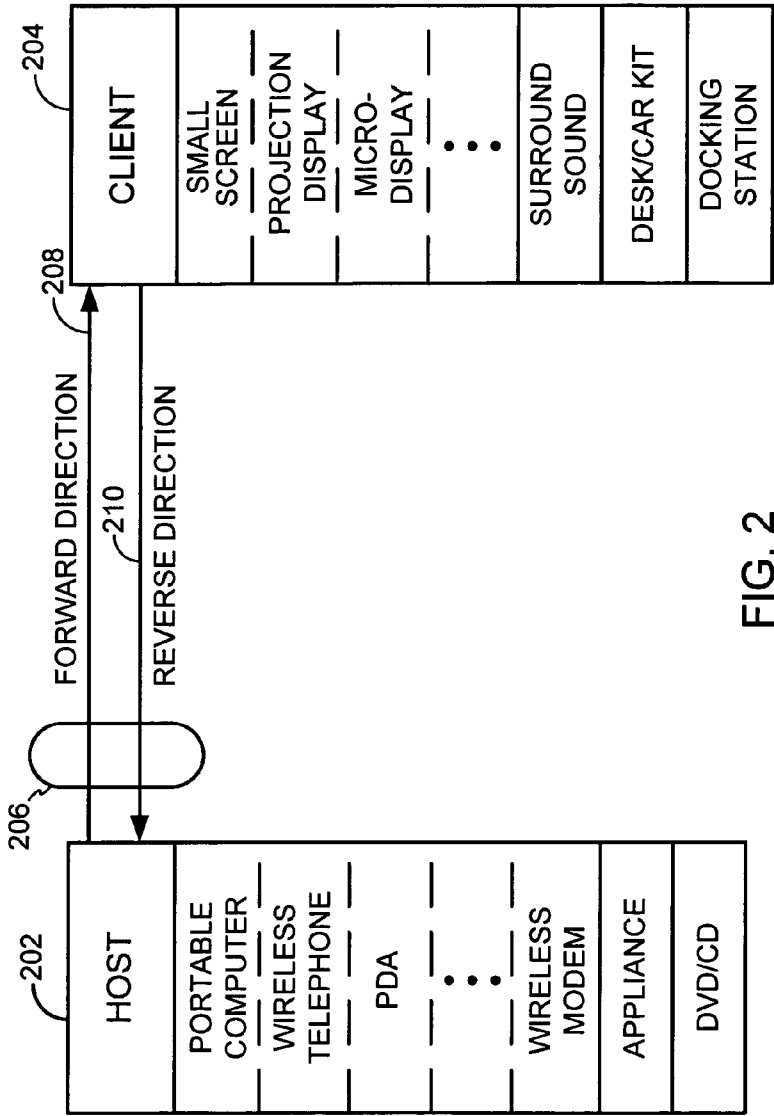 202
HOST
PORTABLE
COMPUTER
WIRELESS
TELEPHONE
PDA
WIRELESS
MODEM
APPLIANCE
DVD/CD
206
FORWARD DIRECTION
208
210
REVERSE DIRECTION
204
CLIENT
SMALL
SCREEN
PROJECTION
DISPLAY
MICRO-
DISPLAY
SURROUND
SOUND
DESK/CAR KIT
DOCKING
STATION
FIG. 2